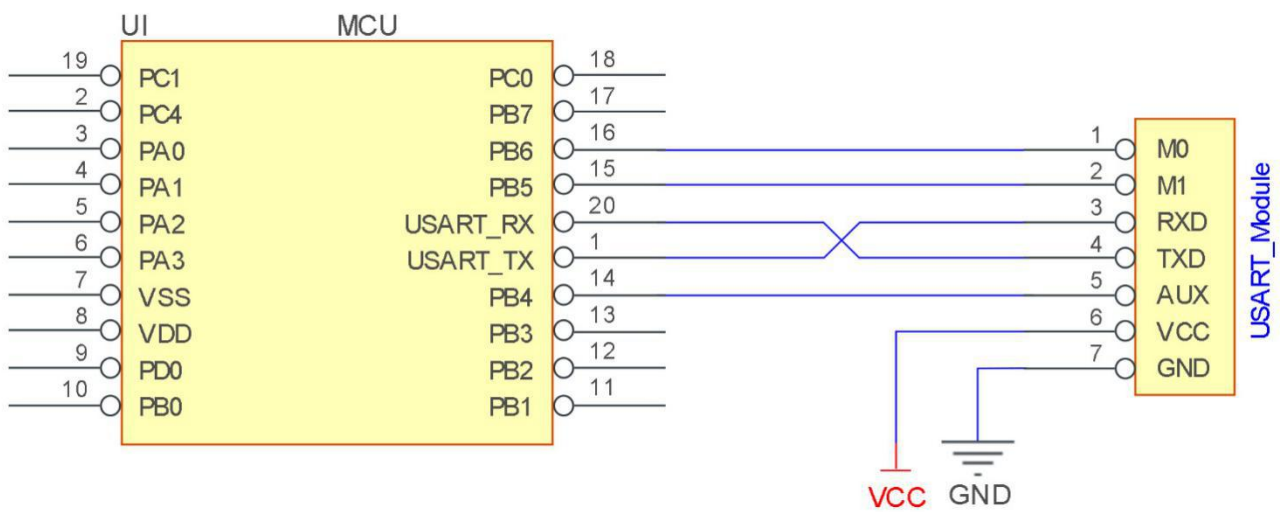 UI MCU
19 PC1 PC0 18
2 PC4 PB7 17
3 PA0 PB6 16 1 M0
4 PA1 PB5 15 2 M1
5 PA2 USART_RX 20 3 RXD
6 PA3 USART_TX 1 4 TXD
7 VSS PB4 14 5 AUX
8 VDD PB3 13 6 VCC
9 PD0 PB2 12 7 GND
10 PB0 PB1 11
USART_Module
VCC GND